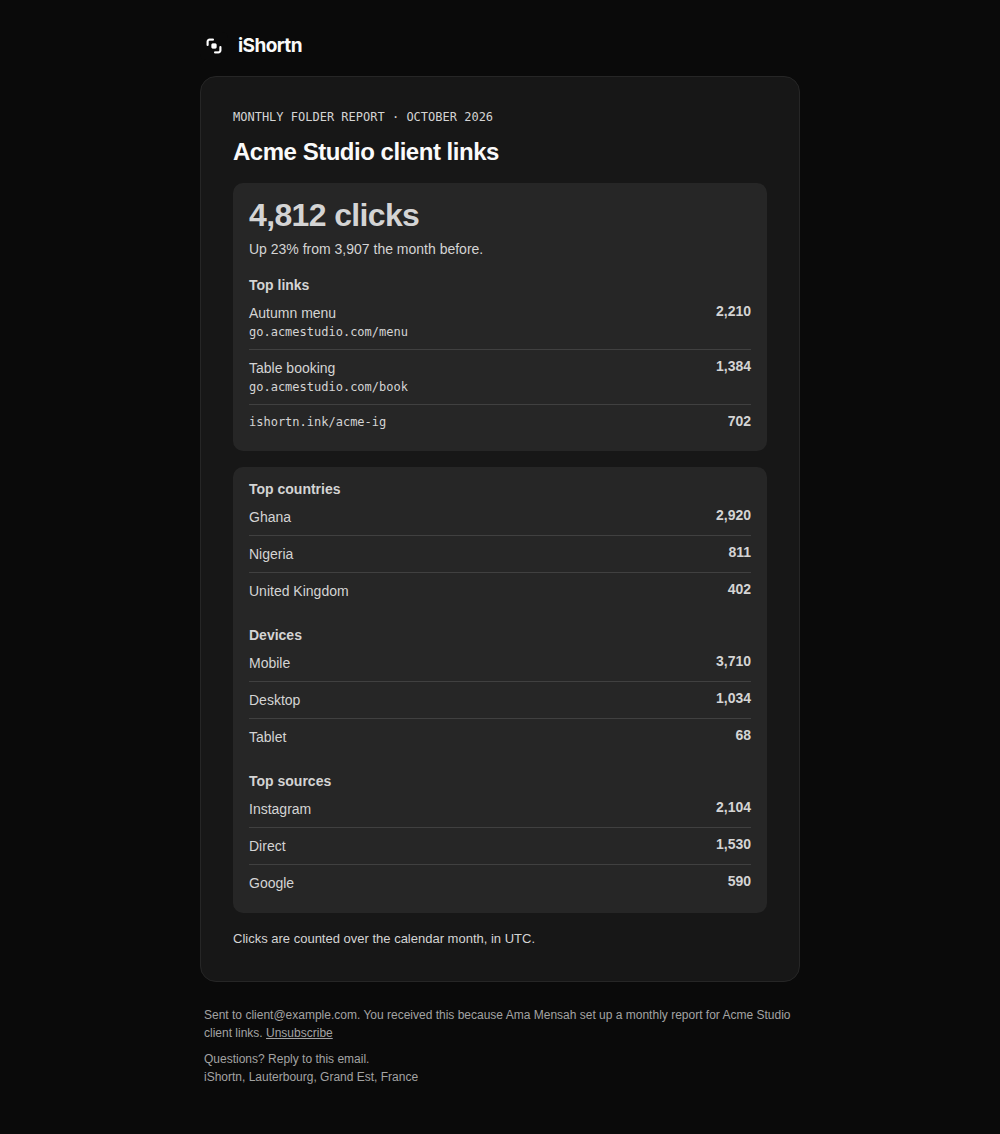 iShortn
MONTHLY FOLDER REPORT · OCTOBER 2026
Acme Studio client links
4,812 clicks
Up 23% from 3,907 the month before.
Top links
Autumn menu 2,210
go.acmestudio.com/menu
Table booking 1,384
go.acmestudio.com/book
ishortn.ink/acme-ig 702
Top countries
Ghana 2,920
Nigeria 811
United Kingdom 402
Devices
Mobile 3,710
Desktop 1,034
Tablet 68
Top sources
Instagram 2,104
Direct 1,530
Google 590
Clicks are counted over the calendar month, in UTC.
Sent to client@example.com. You received this because Ama Mensah set up a monthly report for Acme Studio
client links. Unsubscribe
Questions? Reply to this email.
iShortn, Lauterbourg, Grand Est, France